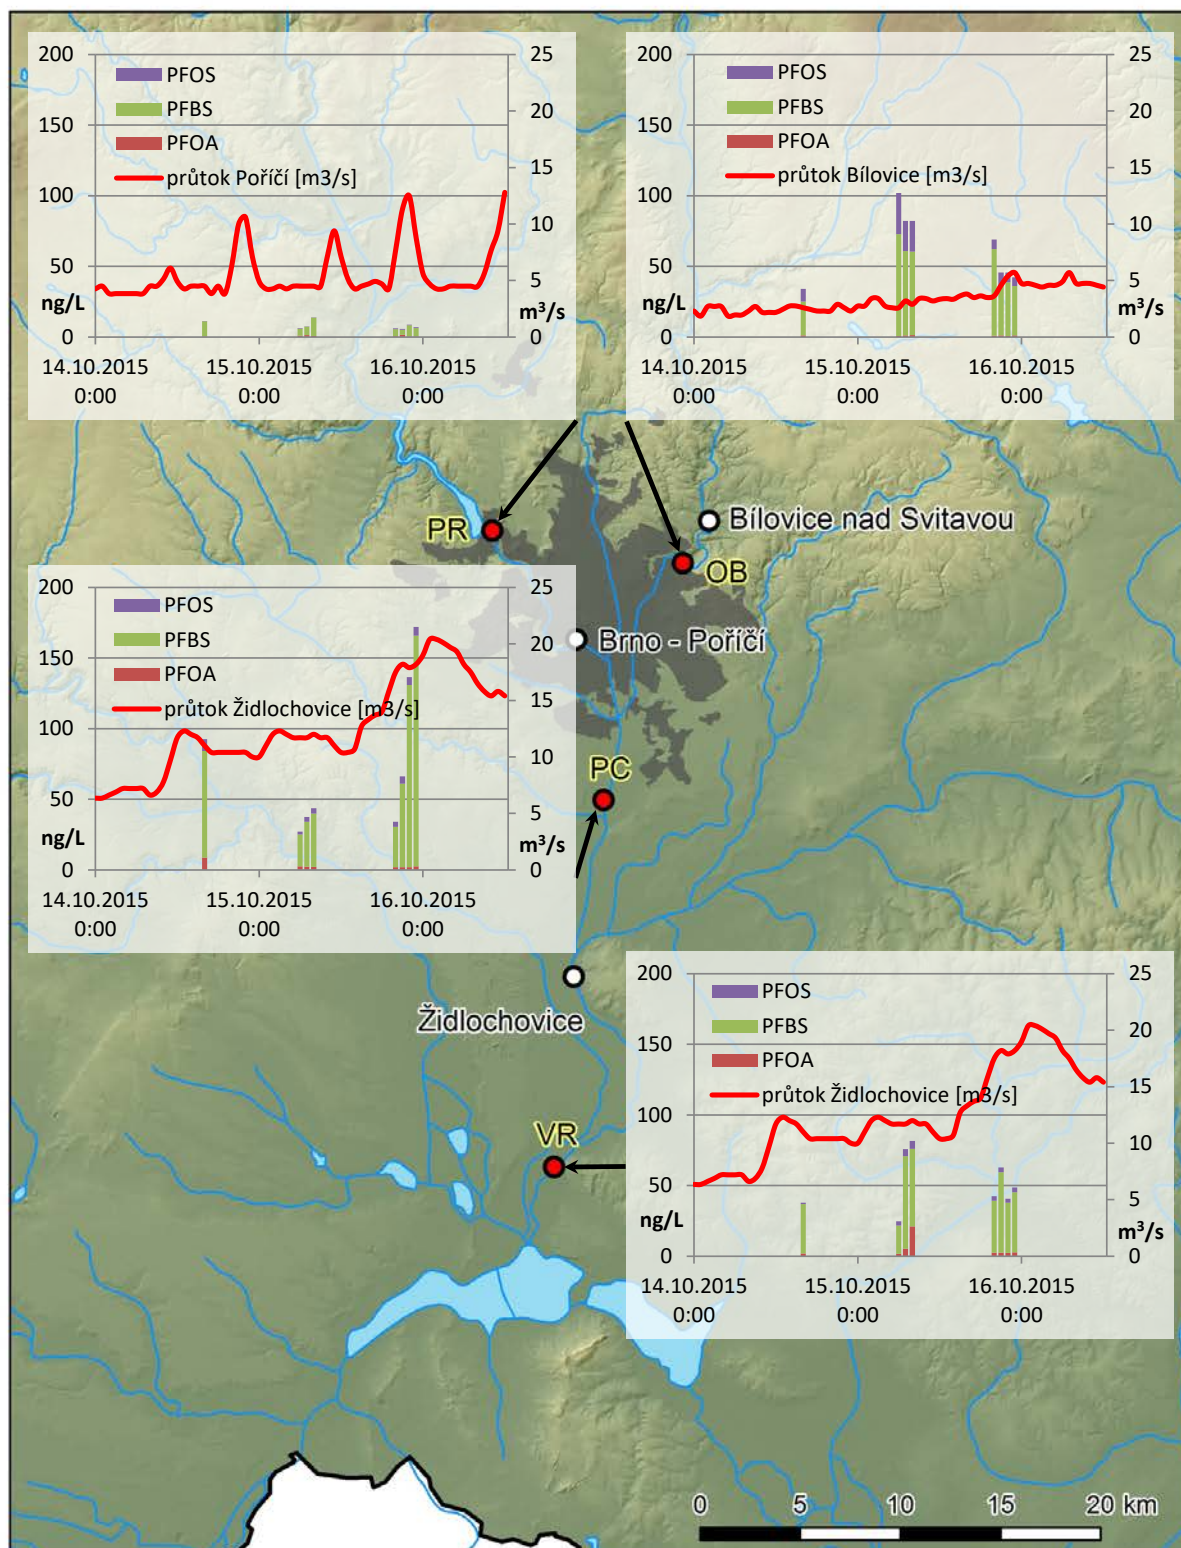 200
150
100
50
0
ng/L
25
20
15
10
5
0
m³/s
PFOS
PFBS
PFOA
průtok Poříčí [m3/s]
14.10.2015
0:00
15.10.2015
0:00
16.10.2015
0:00
200
150
100
50
0
ng/L
25
20
15
10
5
0
m³/s
PFOS
PFBS
PFOA
průtok Bílovice [m3/s]
14.10.2015
0:00
15.10.2015
0:00
16.10.2015
0:00
PR
Bílovice nad Svitavou
OB
Brno - Poříčí
200
150
100
50
0
ng/L
25
20
15
10
5
0
m³/s
PFOS
PFBS
PFOA
průtok Židlochovice [m3/s]
14.10.2015
0:00
15.10.2015
0:00
16.10.2015
0:00
PC
Židlochovice
VR
200
150
100
50
0
ng/L
25
20
15
10
5
0
m³/s
PFOS
PFBS
PFOA
průtok Židlochovice [m3/s]
14.10.2015
0:00
15.10.2015
0:00
16.10.2015
0:00
0 5 10 15 20 km